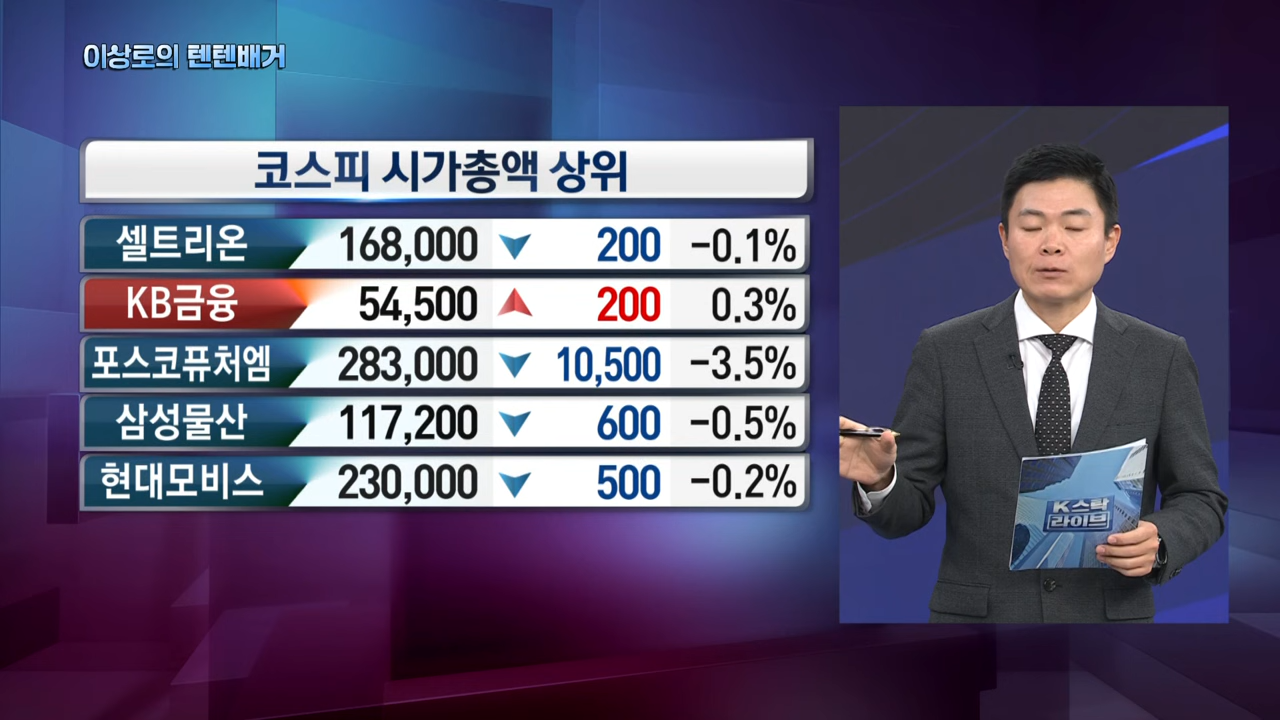 이상로의 텐텐배거
코스피 시가총액 상위
셀트리온 168,000 ▼ 200 -0.1%
KB금융 54,500 ▲ 200 0.3%
포스코퓨처엠 283,000 ▼ 10,500 -3.5%
삼성물산 117,200 ▼ 600 -0.5%
현대모비스 230,000 ▼ 500 -0.2%
K스탁
라이브